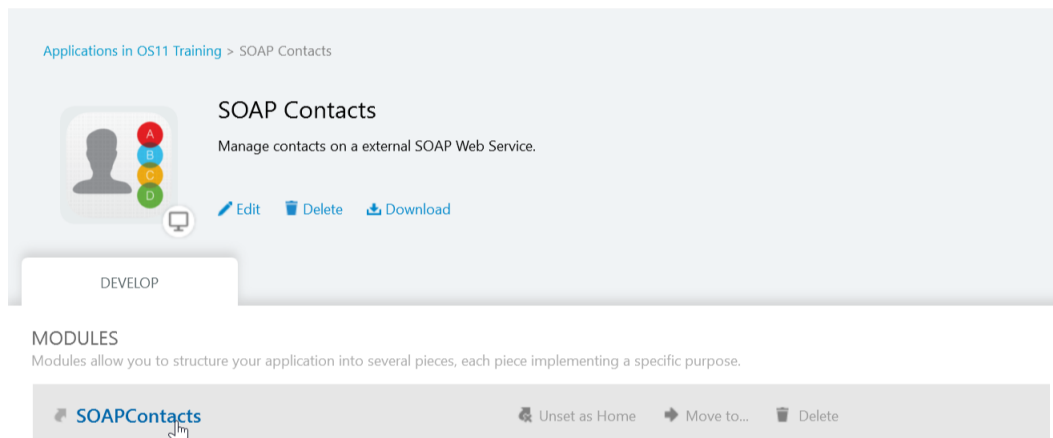 Applications in OS11 Training > SOAP Contacts
SOAP Contacts
Manage contacts on a external SOAP Web Service.
A
B
C
D
Edit Delete Download
DEVELOP
MODULES
Modules allow you to structure your application into several pieces, each piece implementing a specific purpose.
SOAPContacts Unset as Home Move to... Delete